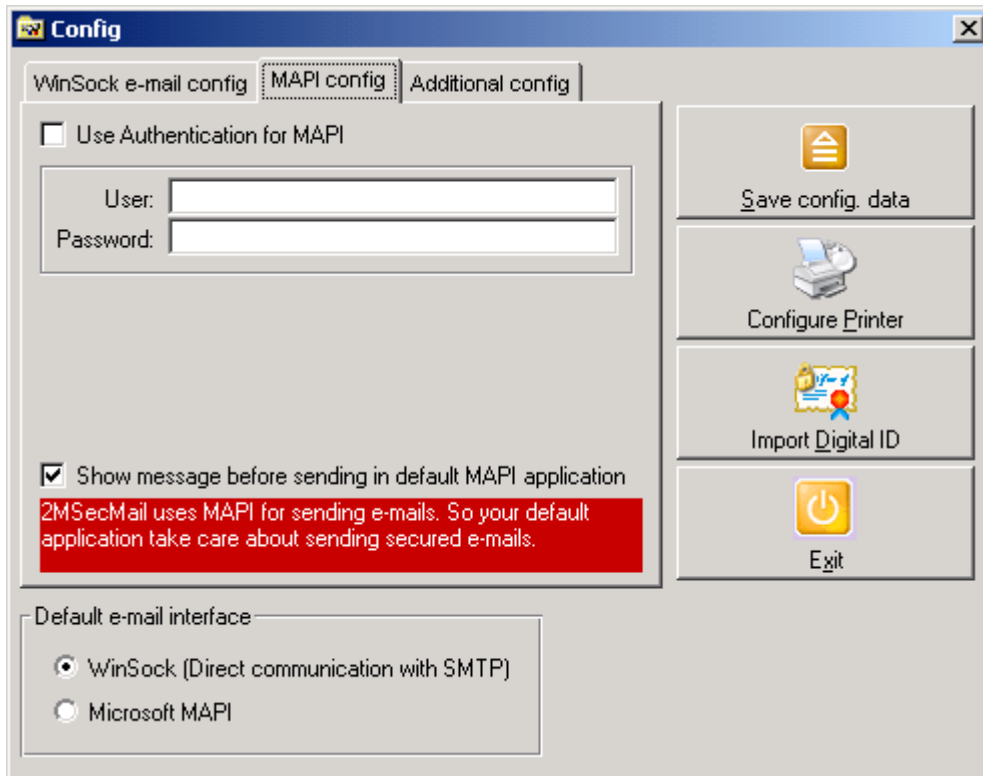 Config
WinSock e-mail config
MAPI config
Additional config
Use Authentication for MAPI
User:
Password:
Show message before sending in default MAPI application
2MSecMail uses MAPI for sending e-mails. So your default
application take care about sending secured e-mails.
Save config. data
Configure Printer
Import Digital ID
Exit
Default e-mail interface
WinSock (Direct communication with SMTP)
Microsoft MAPI